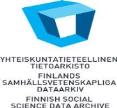 YHTEISKUNTATIETEELLINEN
TIETOARKISTO
FINLANDS
SAMHÄLLSVETENSKAPLIGA
DATAARKIV
FINNISH SOCIAL
SCIENCE DATA ARCHIVE